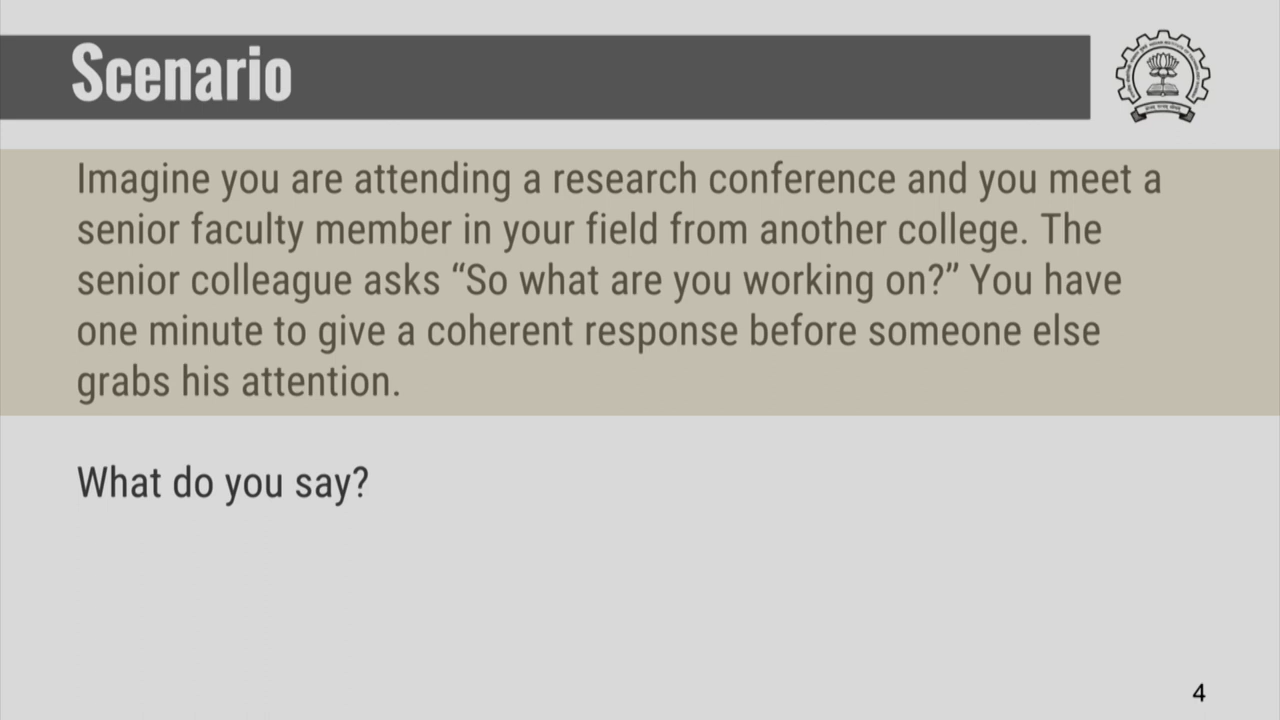 Scenario
Imagine you are attending a research conference and you meet a
senior faculty member in your field from another college. The
senior colleague asks “So what are you working on?” You have
one minute to give a coherent response before someone else
grabs his attention.
What do you say?
4